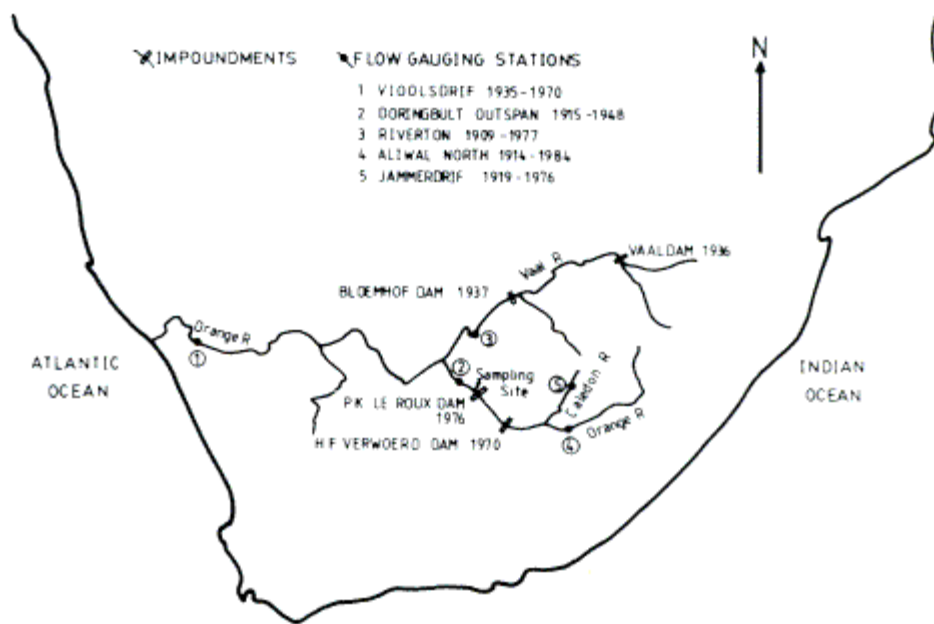 IMPOUNDMENTS
FLOW GAUGING STATIONS
N
1 VIOOLSDRIF 1935-1970
2 DORINGBULT OUTSPAN 1915-1948
3 RIVERTON 1909-1977
4 ALIWAL NORTH 1914-1984
5 JAMMERDRIF 1919-1976
VAALDAM 1936
Vaal R
BLOEMHOF DAM 1937
Orange R
1
3
ATLANTIC
OCEAN
2
Sampling
Site
5
Caledon R
INDIAN
OCEAN
P.K. LE ROUX DAM
1976
Orange R
H F VERWOERD DAM 1970
4